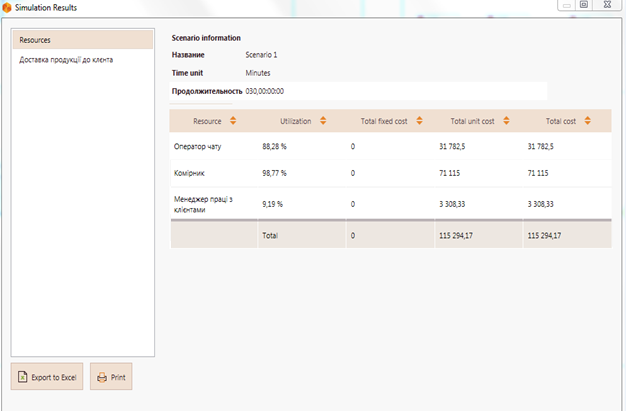 Simulation Results
Resources
Доставка продукції до клєнта
Scenario information
Название Scenario 1
Time unit Minutes
Продолжительность 030,00:00:00
Resource Utilization Total fixed cost Total unit cost Total cost
Оператор чату 88,28 % 0 31 782,5 31 782,5
Комірник 98,77 % 0 71 115 71 115
Менеджер праці з
клієнтами 9,19 % 0 3 308,33 3 308,33
Total 0 115 294,17 115 294,17
Export to Excel Print